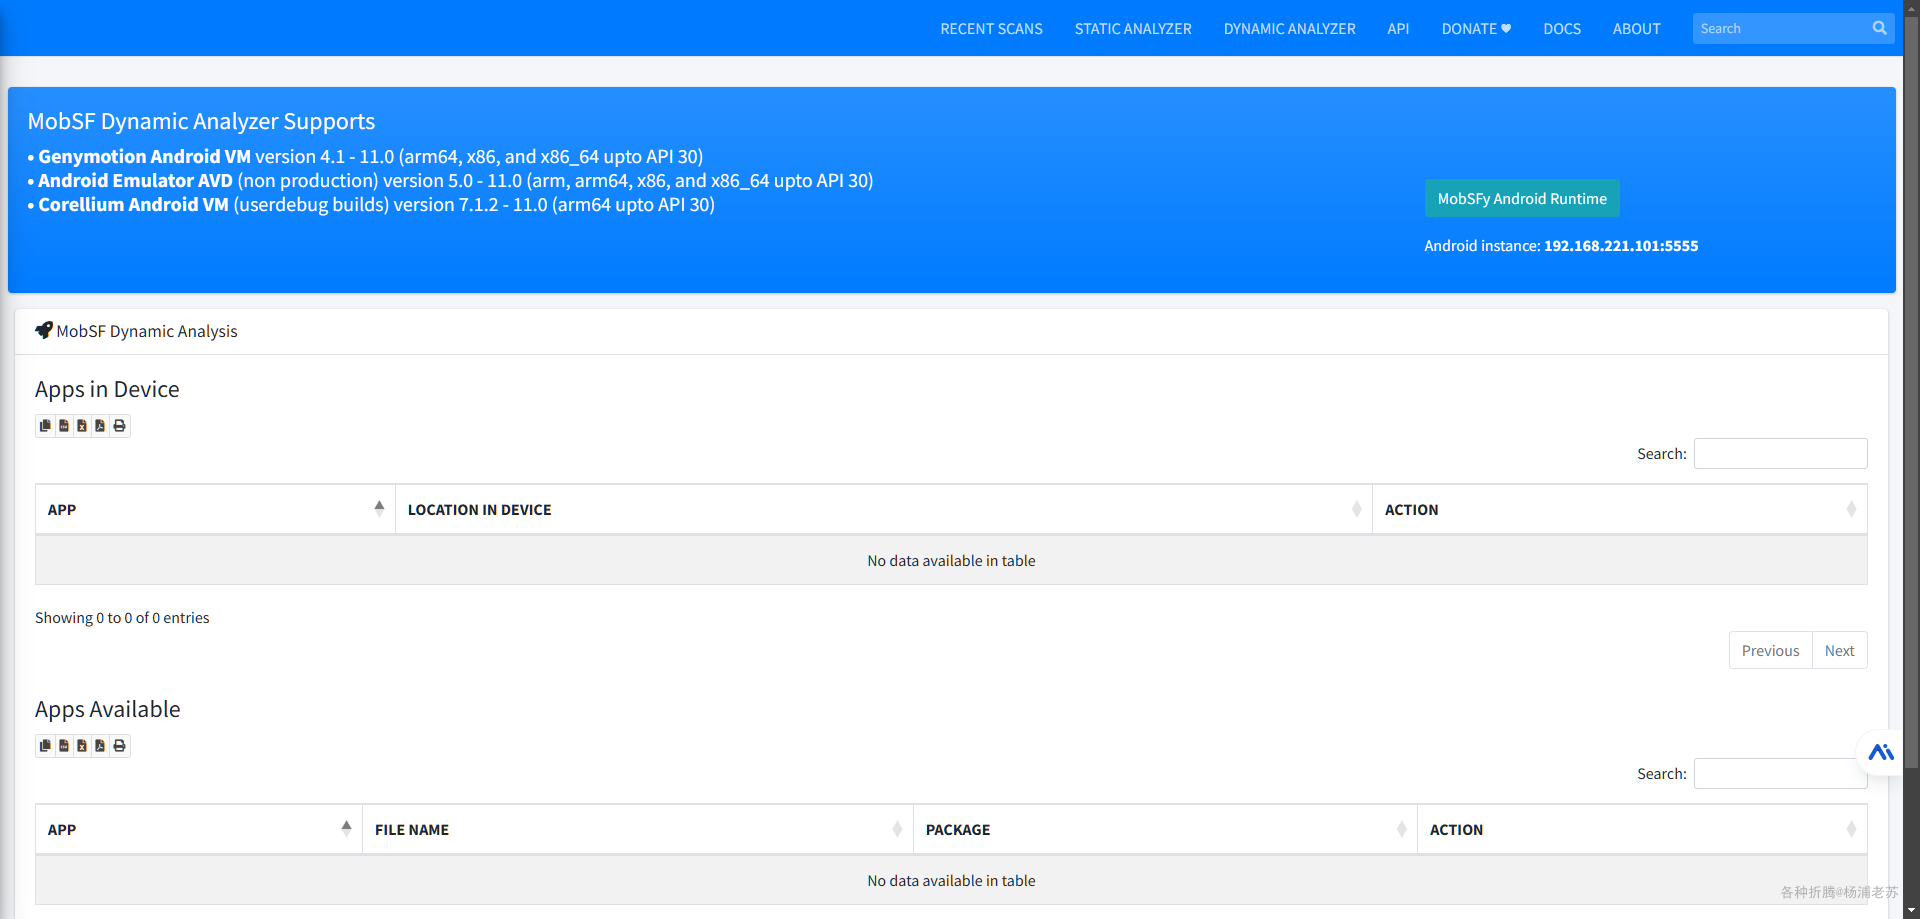 RECENT SCANS STATIC ANALYZER DYNAMIC ANALYZER API DONATE ♥ DOCS ABOUT Search
MobSF Dynamic Analyzer Supports
• Genymotion Android VM version 4.1 - 11.0 (arm64, x86, and x86_64 upto API 30)
• Android Emulator AVD (non production) version 5.0 - 11.0 (arm, arm64, x86, and x86_64 upto API 30)
• Corellium Android VM (userdebug builds) version 7.1.2 - 11.0 (arm64 upto API 30)
MobSFy Android Runtime
Android instance: 192.168.221.101:5555
MobSF Dynamic Analysis
Apps in Device
Search:
APP LOCATION IN DEVICE ACTION
No data available in table
Showing 0 to 0 of 0 entries
Previous Next
Apps Available
Search:
APP FILE NAME PACKAGE ACTION
No data available in table
各种折腾@杨浦老苏